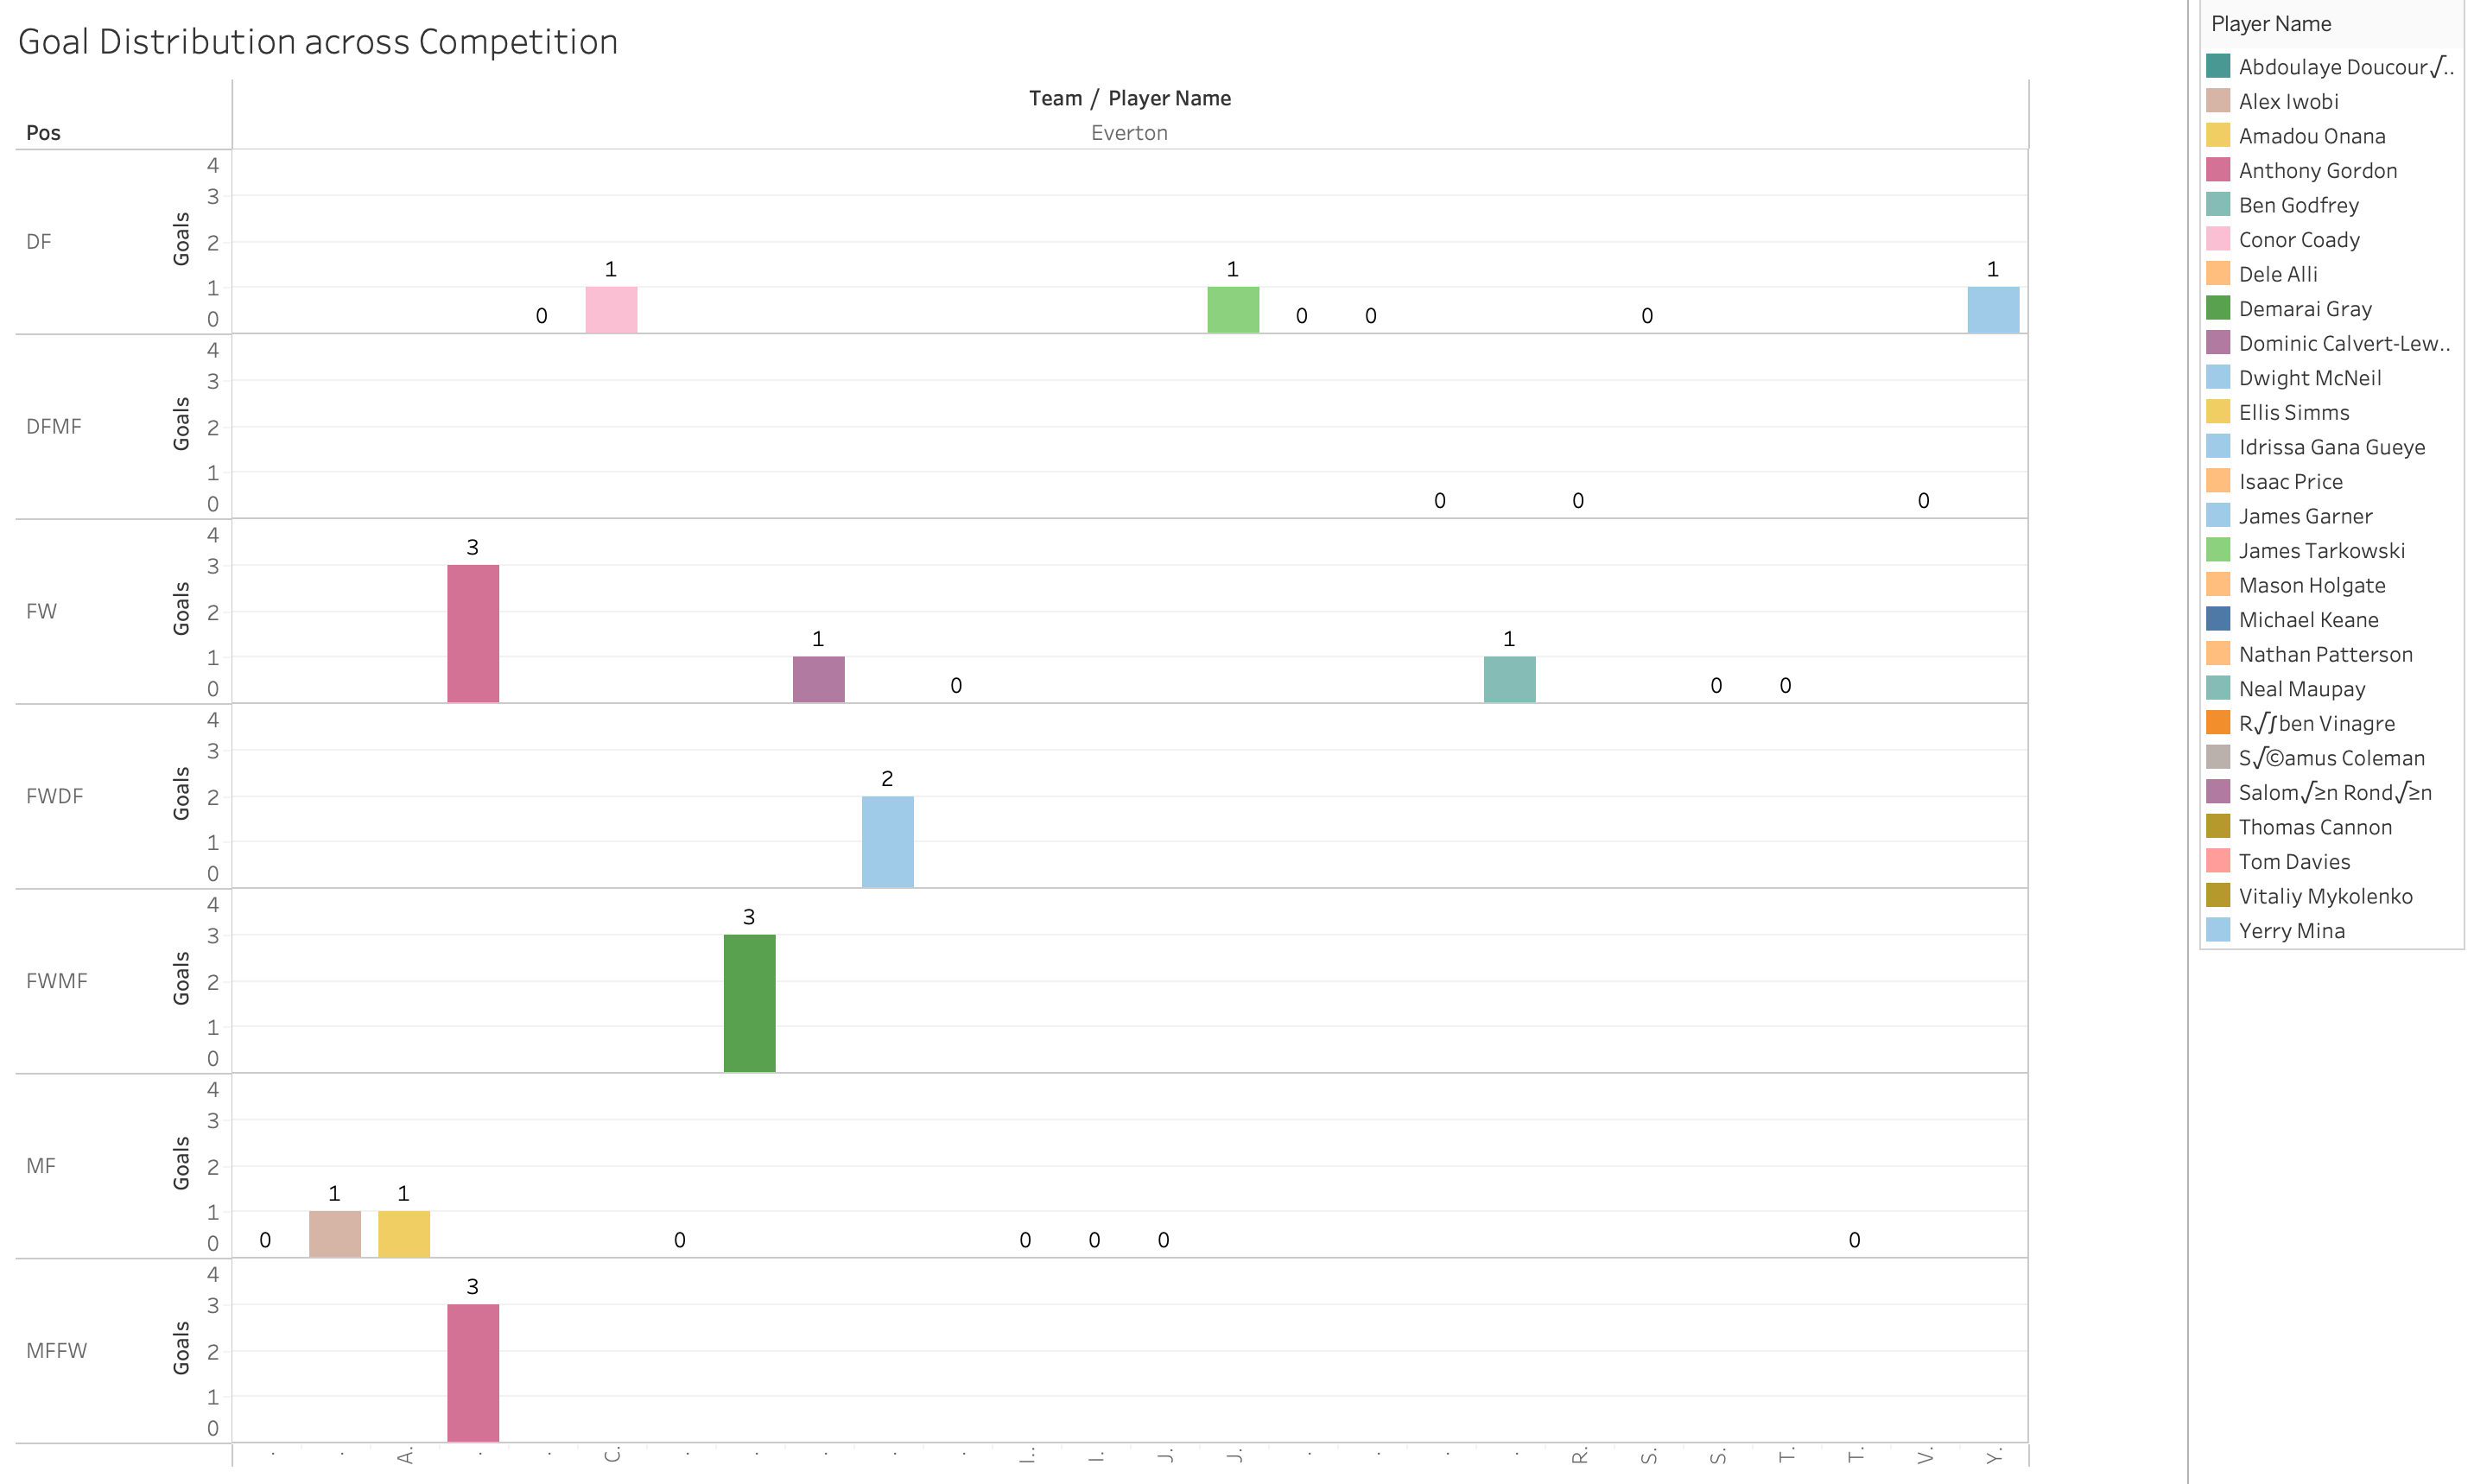 Goal Distribution across Competition
Team / Player Name
Pos
Everton
DF
Goals
4
3
2
1
0
0
1
1
0
0
0
1
DFMF
Goals
4
3
2
1
0
0
0
0
FW
Goals
4
3
2
1
0
3
1
0
1
0
0
FWDF
Goals
4
3
2
1
0
2
FWMF
Goals
4
3
2
1
0
3
MF
Goals
4
3
2
1
0
0
1
1
0
0
0
0
0
MFFW
Goals
4
3
2
1
0
3
. . A. . . C. . . . . . I.. I. J. J. . . . . R. S. S. T. T. V. Y.
Player Name
Abdoulaye Doucour√..
Alex Iwobi
Amadou Onana
Anthony Gordon
Ben Godfrey
Conor Coady
Dele Alli
Demarai Gray
Dominic Calvert-Lew..
Dwight McNeil
Ellis Simms
Idrissa Gana Gueye
Isaac Price
James Garner
James Tarkowski
Mason Holgate
Michael Keane
Nathan Patterson
Neal Maupay
R√∫ben Vinagre
S√©amus Coleman
Salom√≥n Rond√≥n
Thomas Cannon
Tom Davies
Vitaliy Mykolenko
Yerry Mina